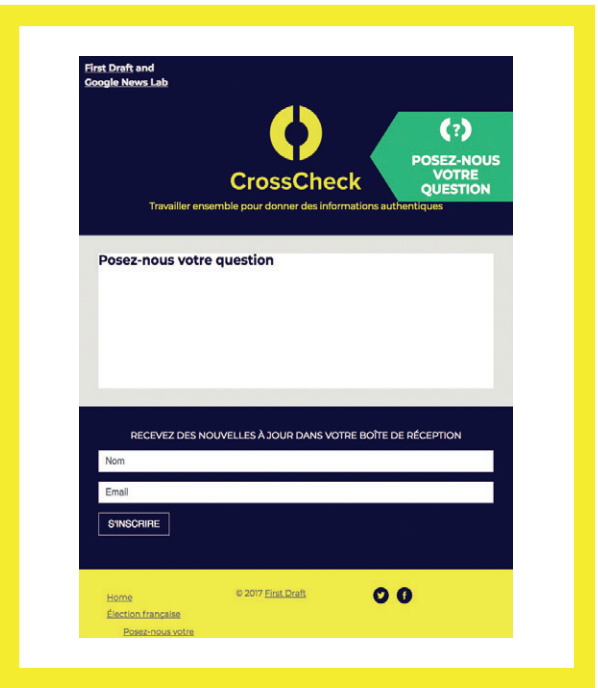 First Draft and
Google News Lab
(?)
POSEZ-NOUS
VOTRE
QUESTION
CrossCheck
Travailler ensemble pour donner des informations authentiques
Posez-nous votre question
RECEVEZ DES NOUVELLES À JOUR DANS VOTRE BOÎTE DE RÉCEPTION
Nom
Email
S'INSCRIRE
Home
© 2017 First Draft
Élection française
Posez-nous votre